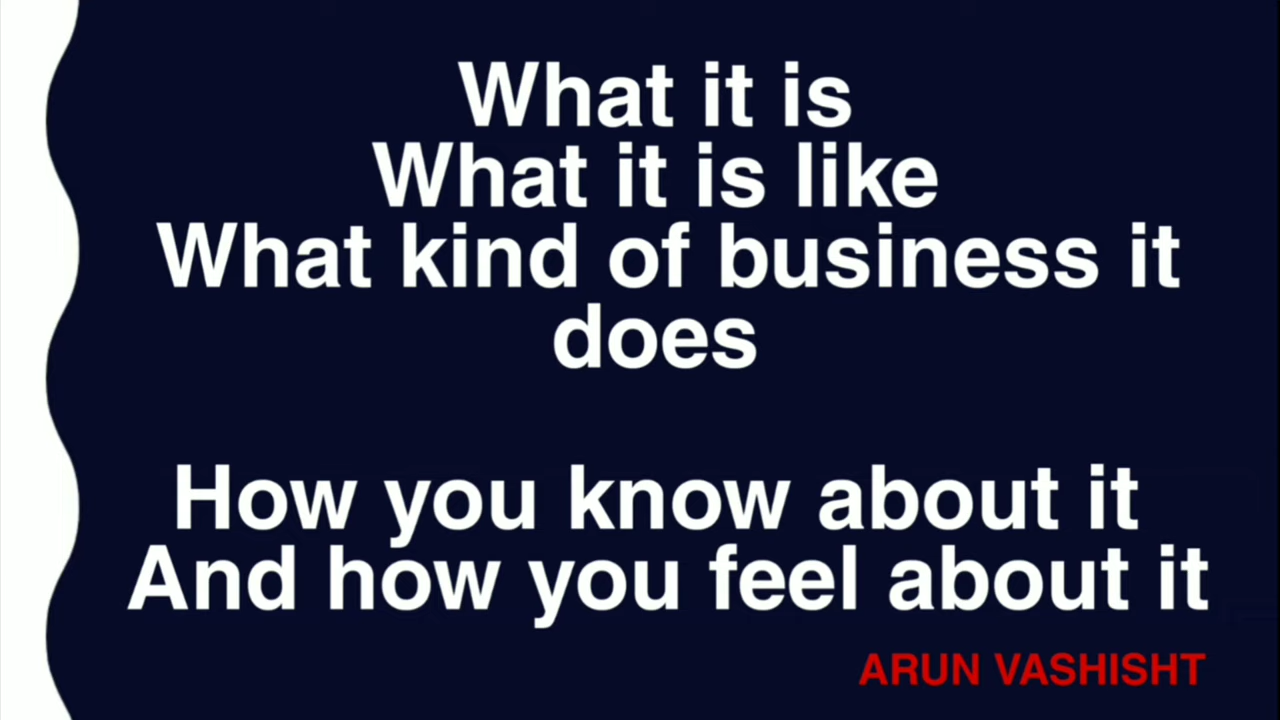 What it is
What it is like
What kind of business it
does
How you know about it
And how you feel about it
ARUN VASHISHT